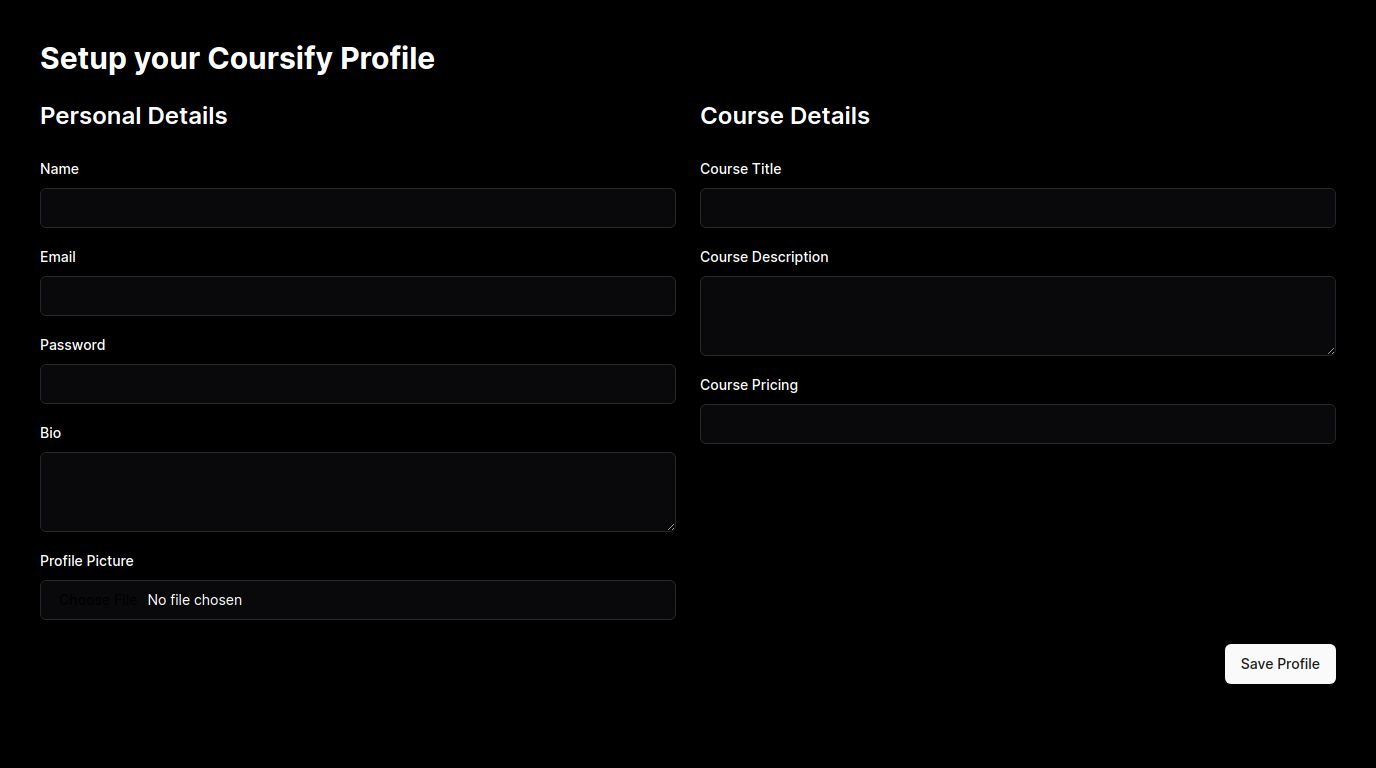 Setup your Coursify Profile
Personal Details
Name
Email
Password
Bio
Profile Picture
Choose File No file chosen
Course Details
Course Title
Course Description
Course Pricing
Save Profile